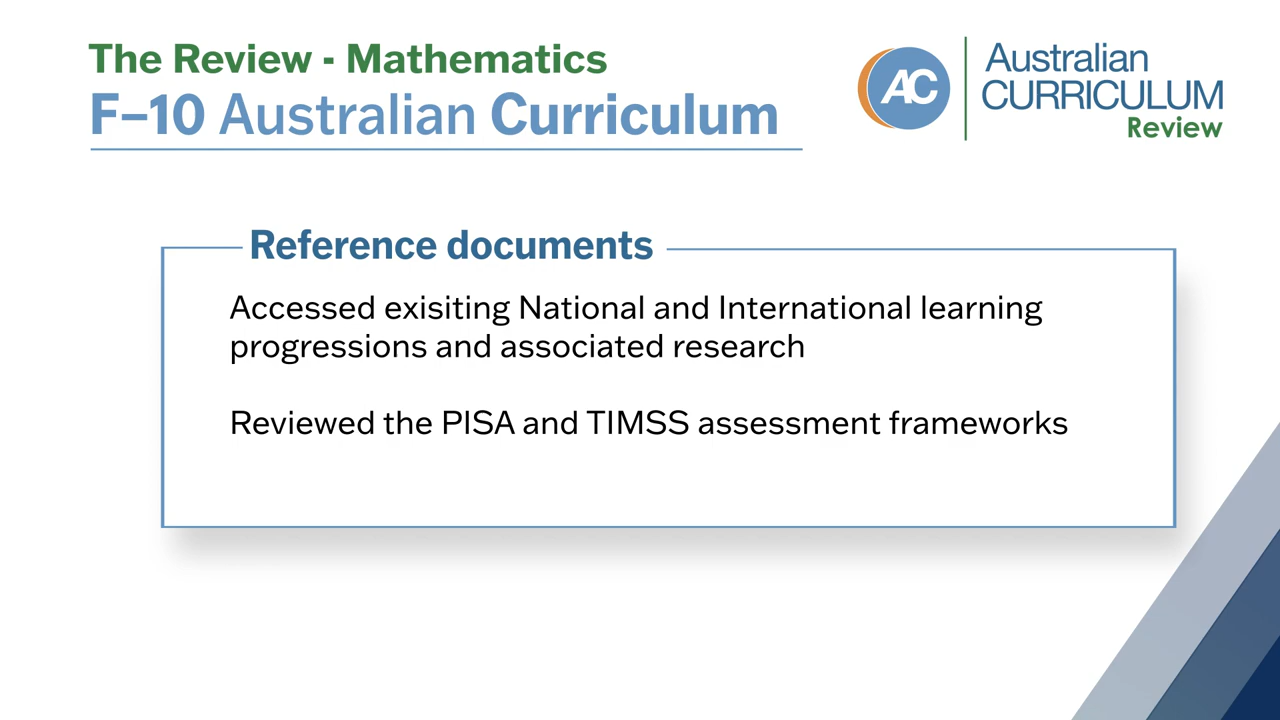 The Review - Mathematics
F–10 Australian Curriculum
AC
Australian
CURRICULUM
Review
Reference documents
Accessed exisiting National and International learning
progressions and associated research
Reviewed the PISA and TIMSS assessment frameworks